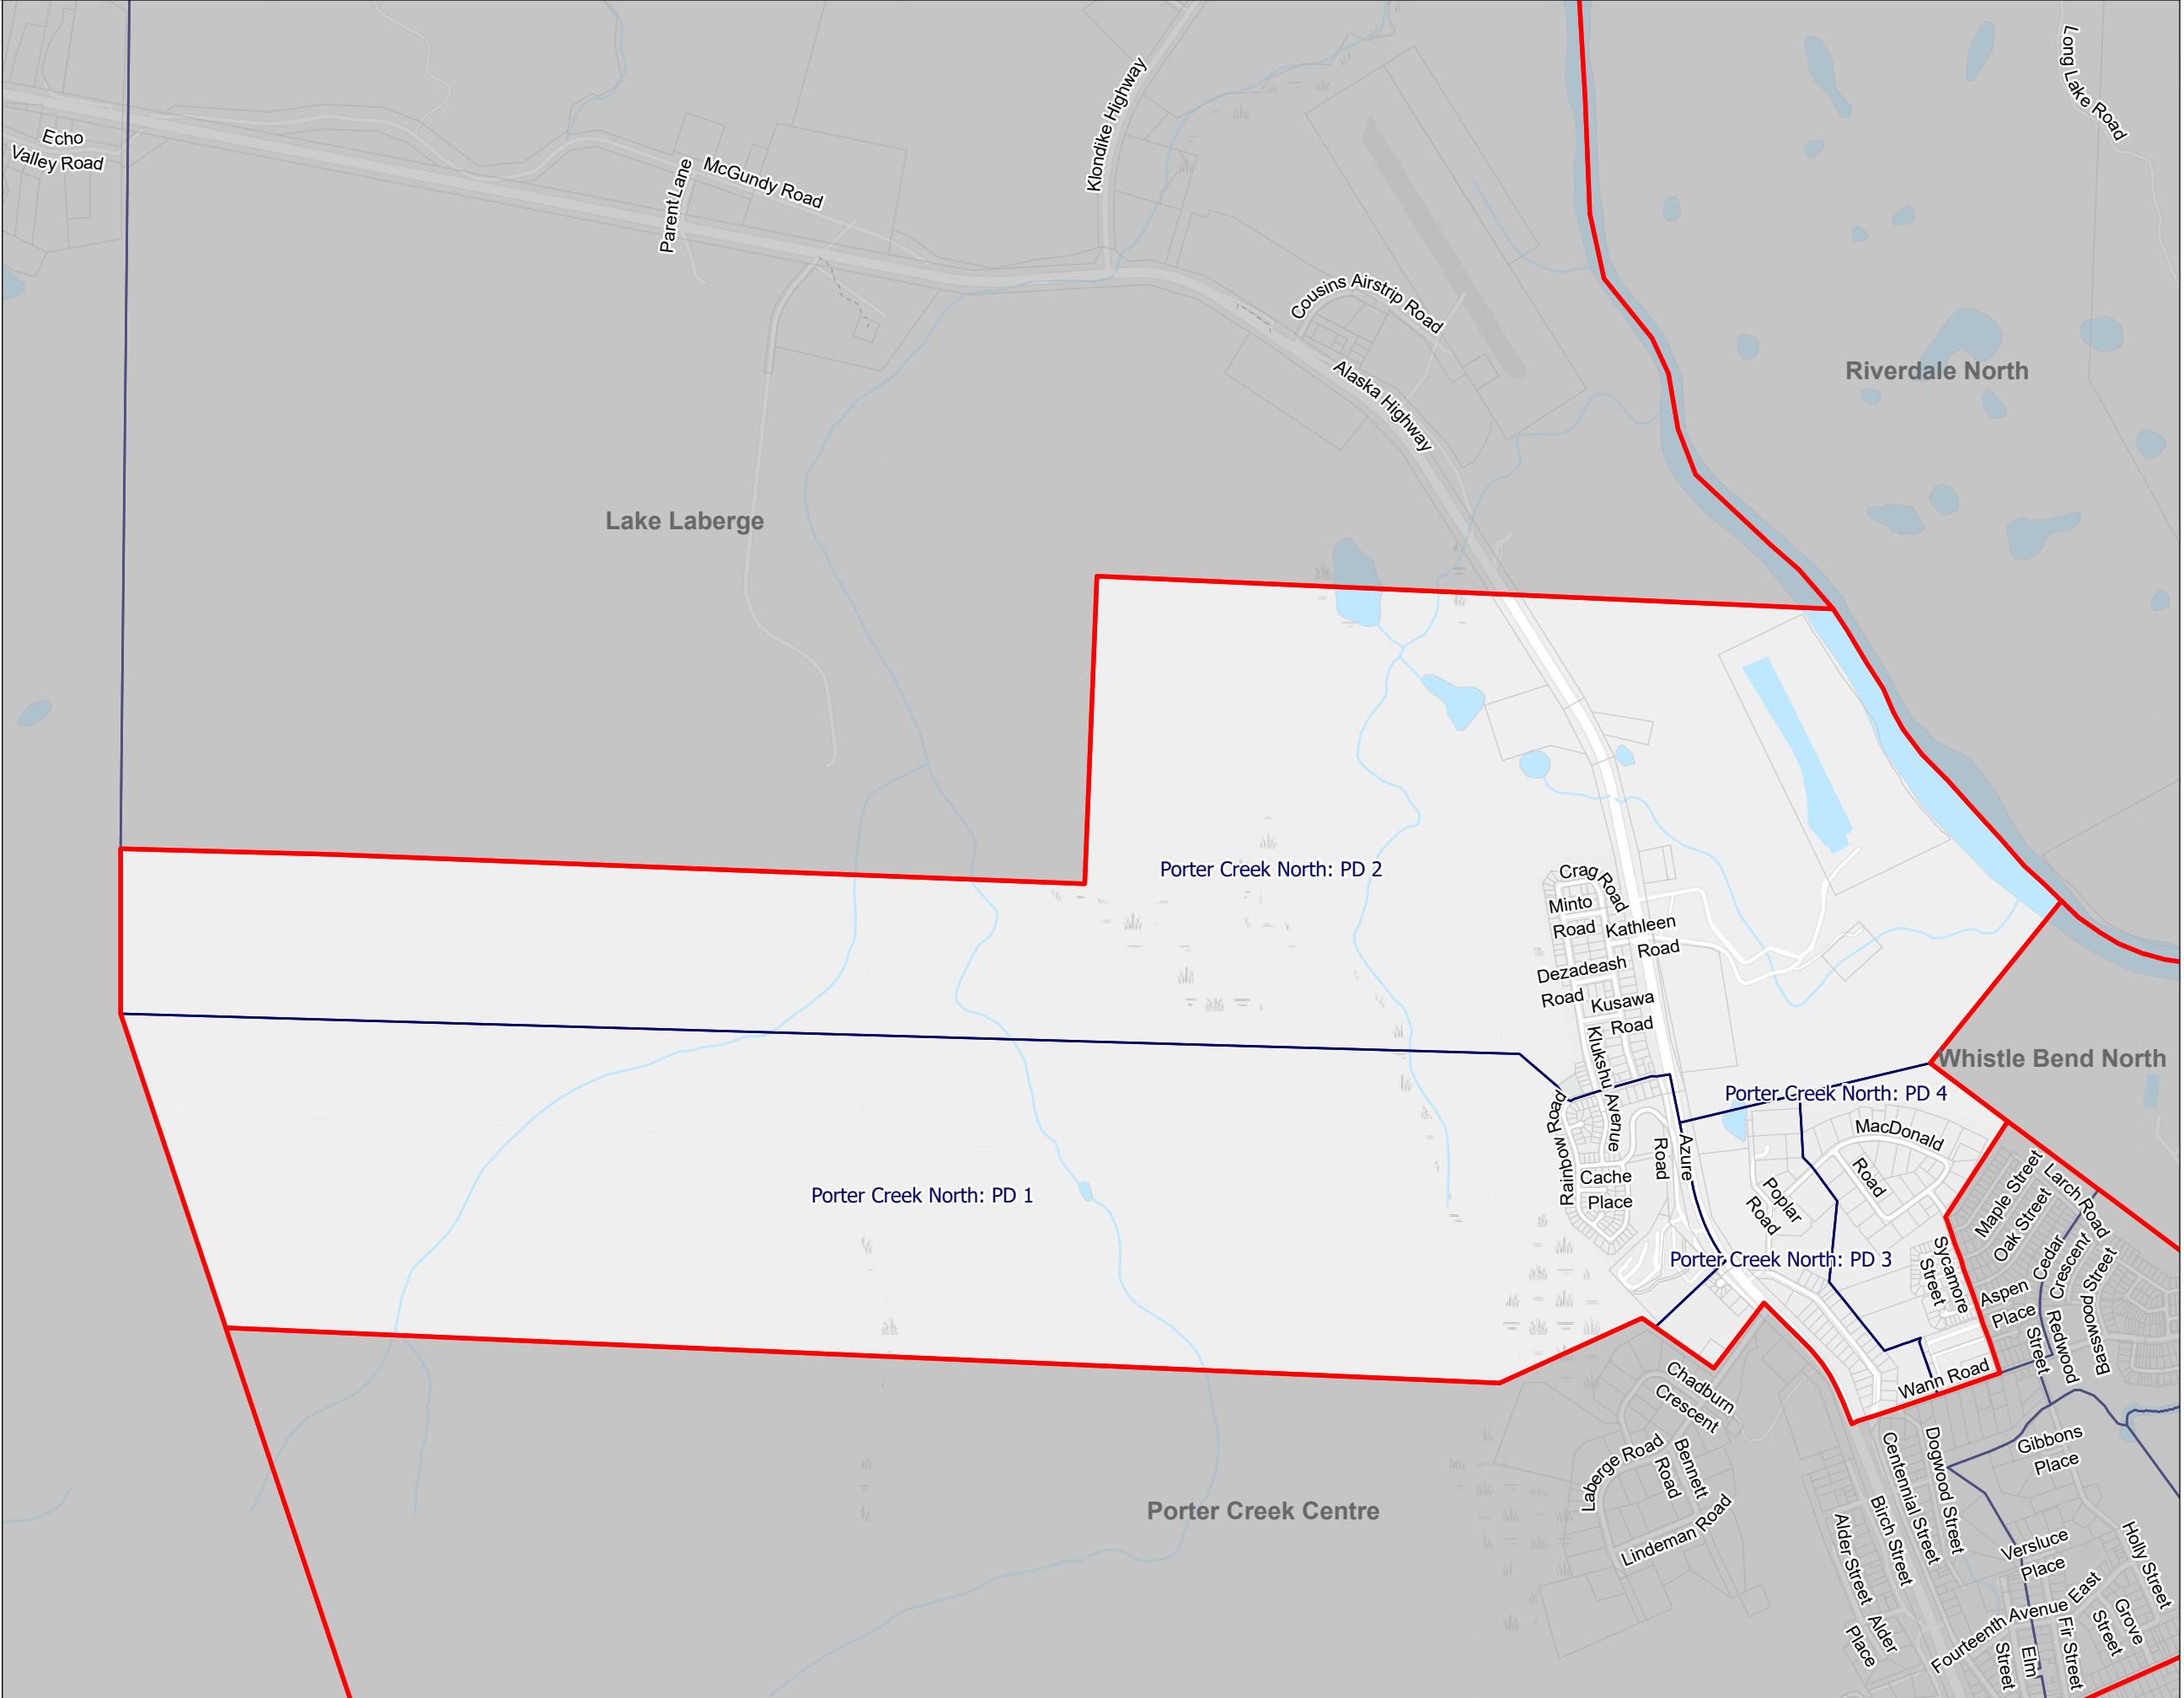 Long Lake Road
Klondike Highway
Echo
Valley Road
McGundy Road
Parent Lane
Cousins Airstrip Road
Alaska Highway
Riverdale North
Lake Laberge
Porter Creek North: PD 2
Crag Road
Minto
Road
Kathleen
Road
Dezadeash
Road
Kusawa
Road
Klukshu Avenue
Whistle Bend North
Porter Creek North: PD 4
Rainbow Road
Azure
Road
MacDonald
Road
Cache
Place
Poplar
Road
Porter Creek North: PD 1
Porter Creek North: PD 3
Maple Street
Oak Street
Larch Road
Cedar
Crescent
Sycamore
Street
Aspen
Place
Basswood Street
Redwood
Street
Wann Road
Chadburn
Crescent
Laberge Road
Bennett
Road
Lindeman Road
Porter Creek Centre
Gibbons
Place
Dogwood Street
Centennial Street
Birch Street
Alder Street
Alder
Place
Versluce
Place
Holly Street
Fourteenth Avenue East
Grove
Street
Fir Street
Elm
Street